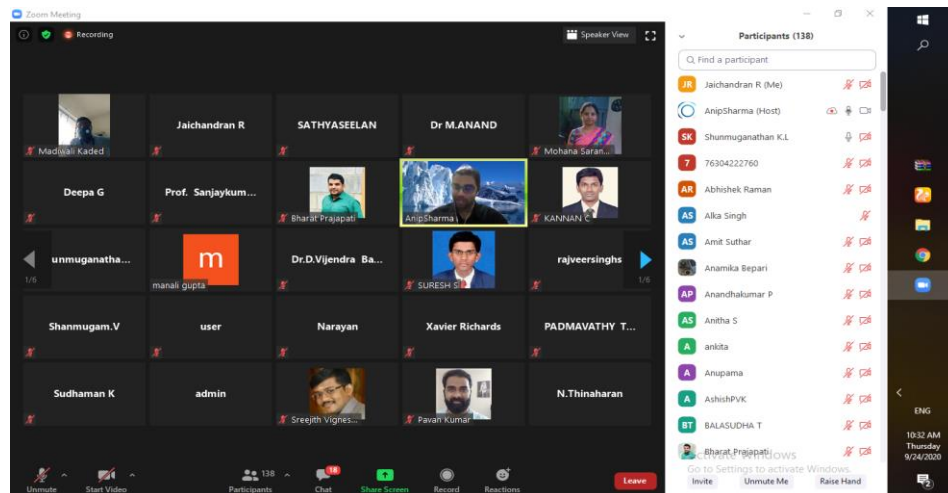 Zoom Meeting
Recording
Speaker View
Madiwali Kaded
Jaichandran R
SATHYASEELAN
Dr M.ANAND
Mohana Saran...
Deepa G
Prof. Sanjaykum...
Bharat Prajapati
AnipSharma
KANNAN C
unmuganatha...
m
manali gupta
Dr.D.Vijendra Ba...
SURESH S
rajveersinghs
1/6
1/6
Shanmugam.V
user
Narayan
Xavier Richards
PADMAVATHY T...
Sudhaman K
admin
Sreejith Vignes...
Pavan Kumar
N.Thinaharan
Unmute
Start Video
138
Participants
18
Chat
Share Screen
Record
Reactions
Leave
Participants (138)
Find a participant
JR Jaichandran R (Me)
AnipSharma (Host)
SK Shunmuganathan K.L
7 76304222760
AR Abhishek Raman
AS Alka Singh
AS Amit Suthar
Anamika Bepari
AP Anandhakumar P
AS Anitha S
A ankita
A Anupama
A AshishPVK
BT BALASUDHA T
Bharat Prajapati
Activate Windows
Go to Settings to activate Windows.
Invite
Unmute Me
Raise Hand
ENG
10:32 AM
Thursday
9/24/2020
2